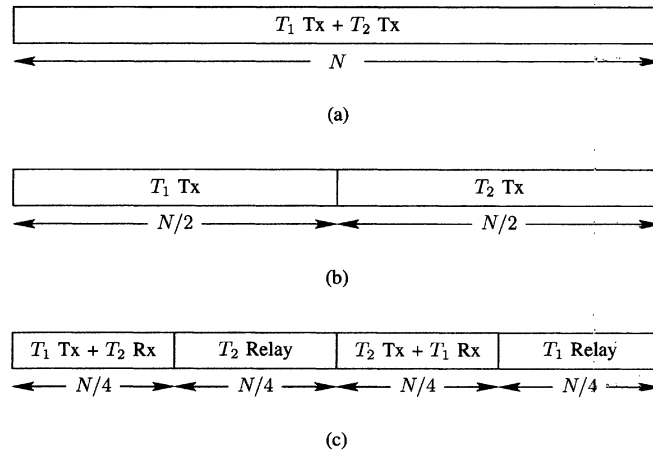 T₁ Tx + T₂ Tx
N
(a)
T₁ Tx T₂ Tx
N/2 N/2
(b)
T₁ Tx + T₂ Rx T₂ Relay T₂ Tx + T₁ Rx T₁ Relay
N/4 N/4 N/4 N/4
(c)